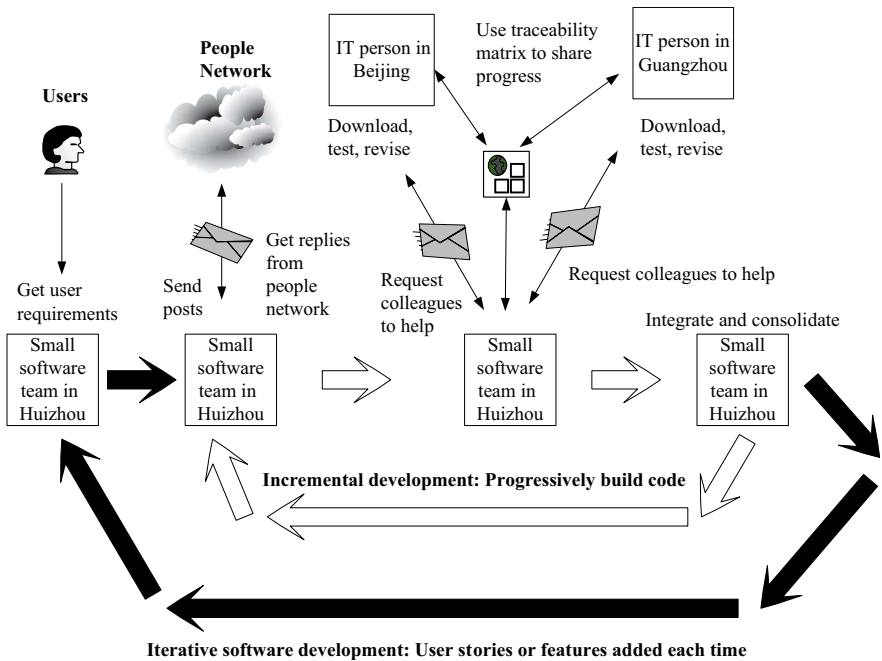 Users
People
Network
IT person in
Beijing
Use traceability
matrix to share
progress
IT person in
Guangzhou
Download,
test, revise
Download,
test, revise
Get user
requirements
Send
posts
Get replies
from
people
network
Request
colleagues
to help
Request colleagues to help
Integrate and consolidate
Small
software
team in
Huizhou
Small
software
team in
Huizhou
Small
software
team in
Huizhou
Small
software
team in
Huizhou
Incremental development: Progressively build code
Iterative software development: User stories or features added each time